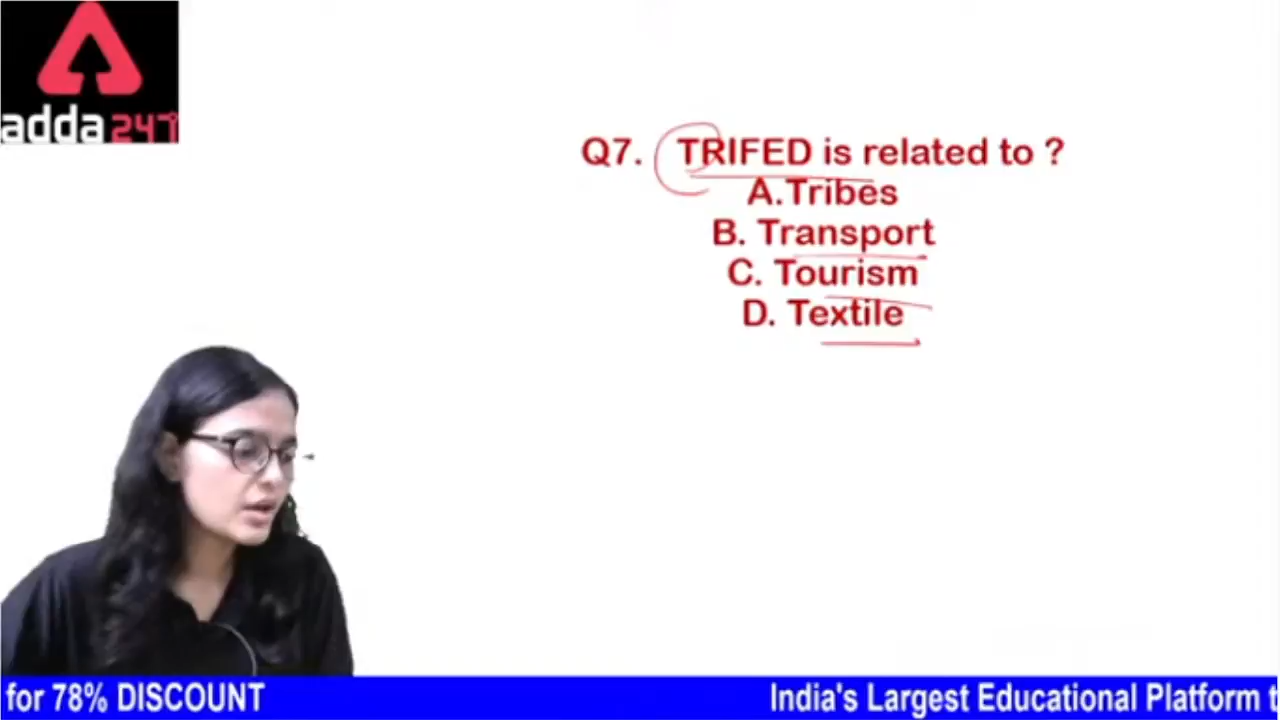 adda247
Q7. TRIFED is related to ?
A.Tribes
B. Transport
C. Tourism
D. Textile
for 78% DISCOUNT
India's Largest Educational Platform t